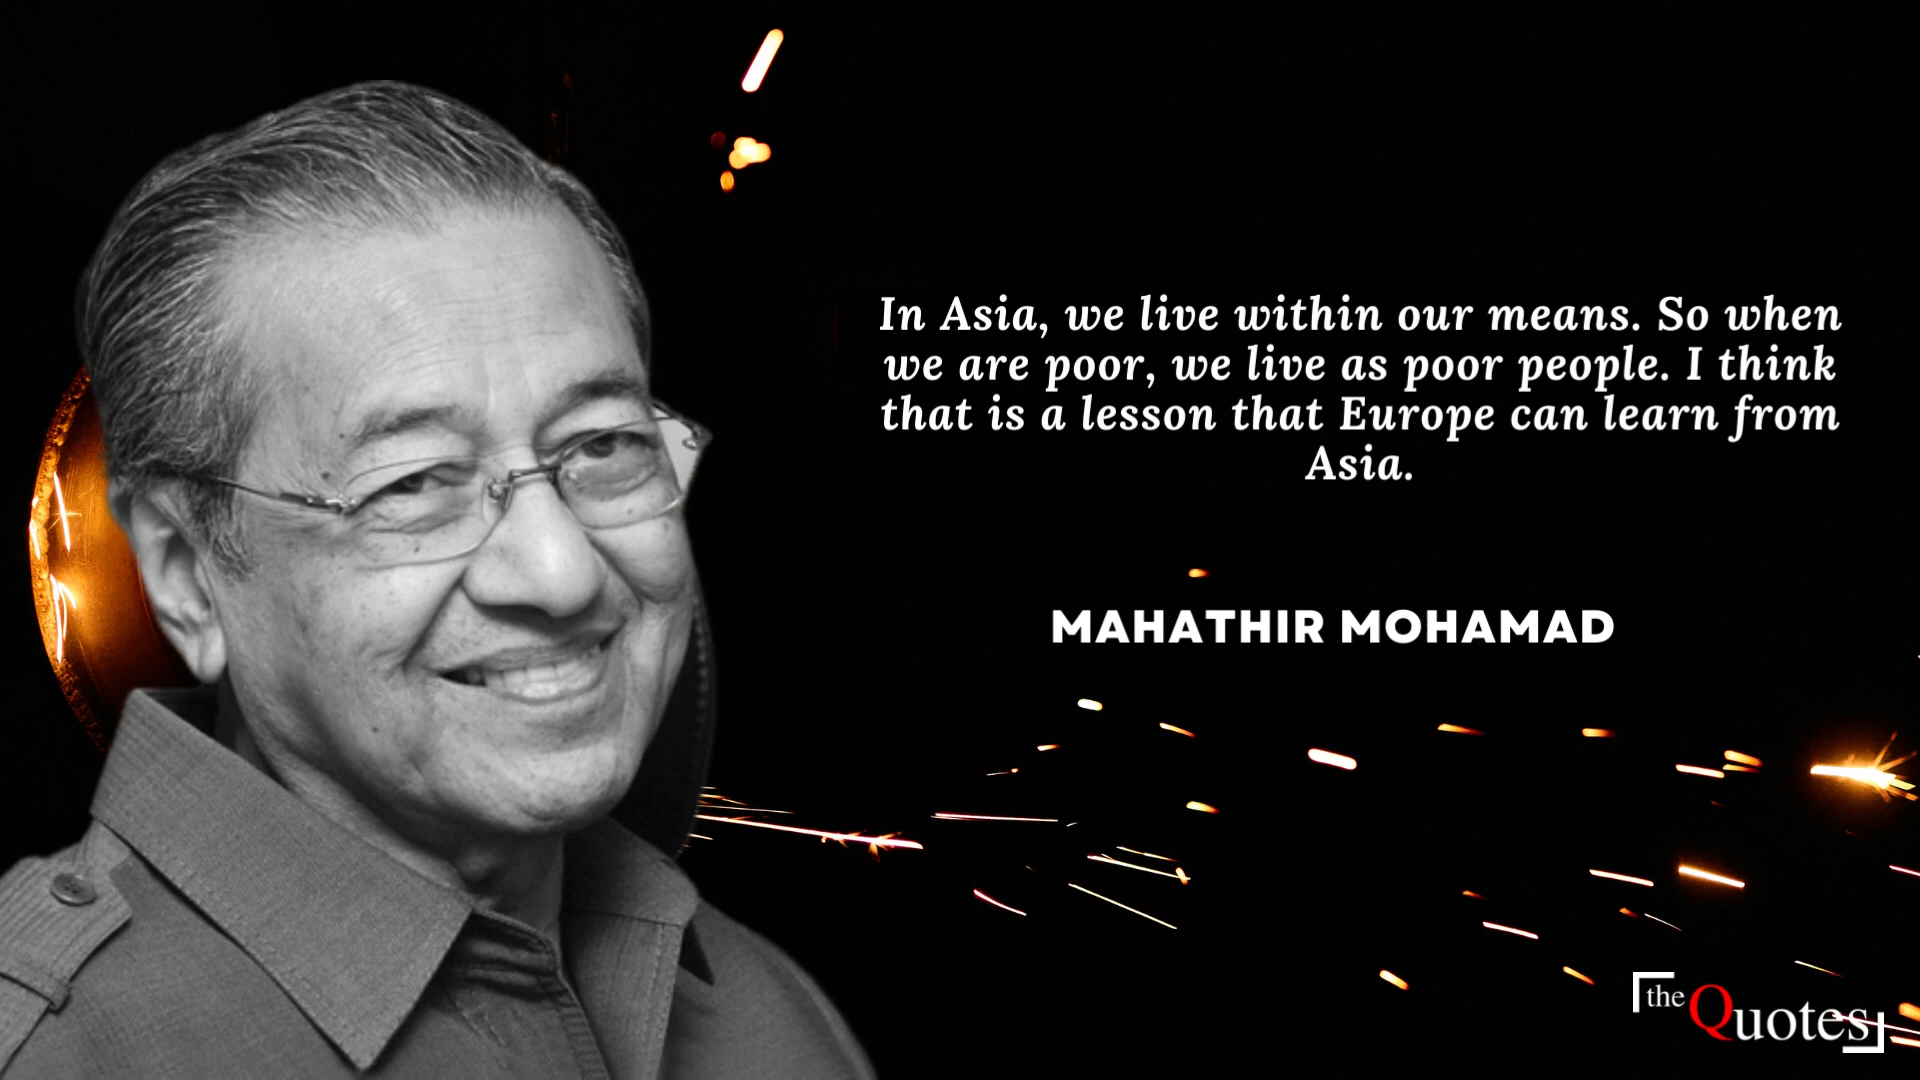 In Asia, we live within our means. So when
we are poor, we live as poor people. I think
that is a lesson that Europe can learn from
Asia.
MAHATHIR MOHAMAD
the Quotes